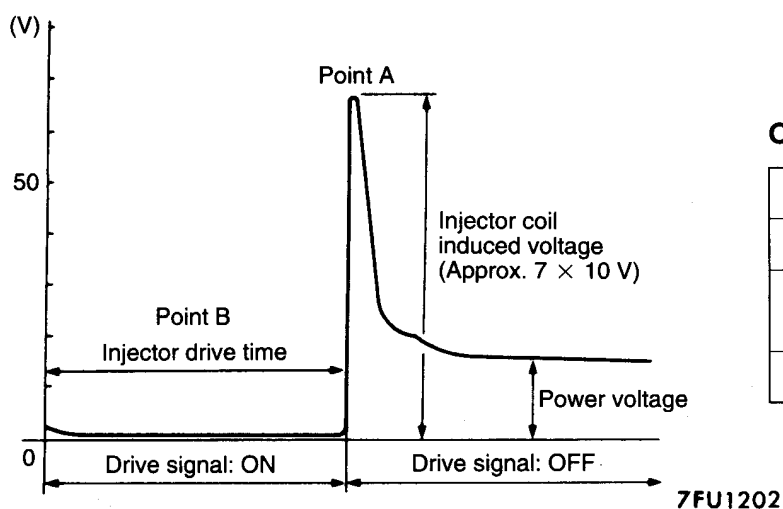 (V)
Point A
50
Injector coil
induced voltage
(Approx. 7 × 10 V)
Point B
Injector drive time
Power voltage
0
Drive signal: ON
Drive signal: OFF
7FU1202